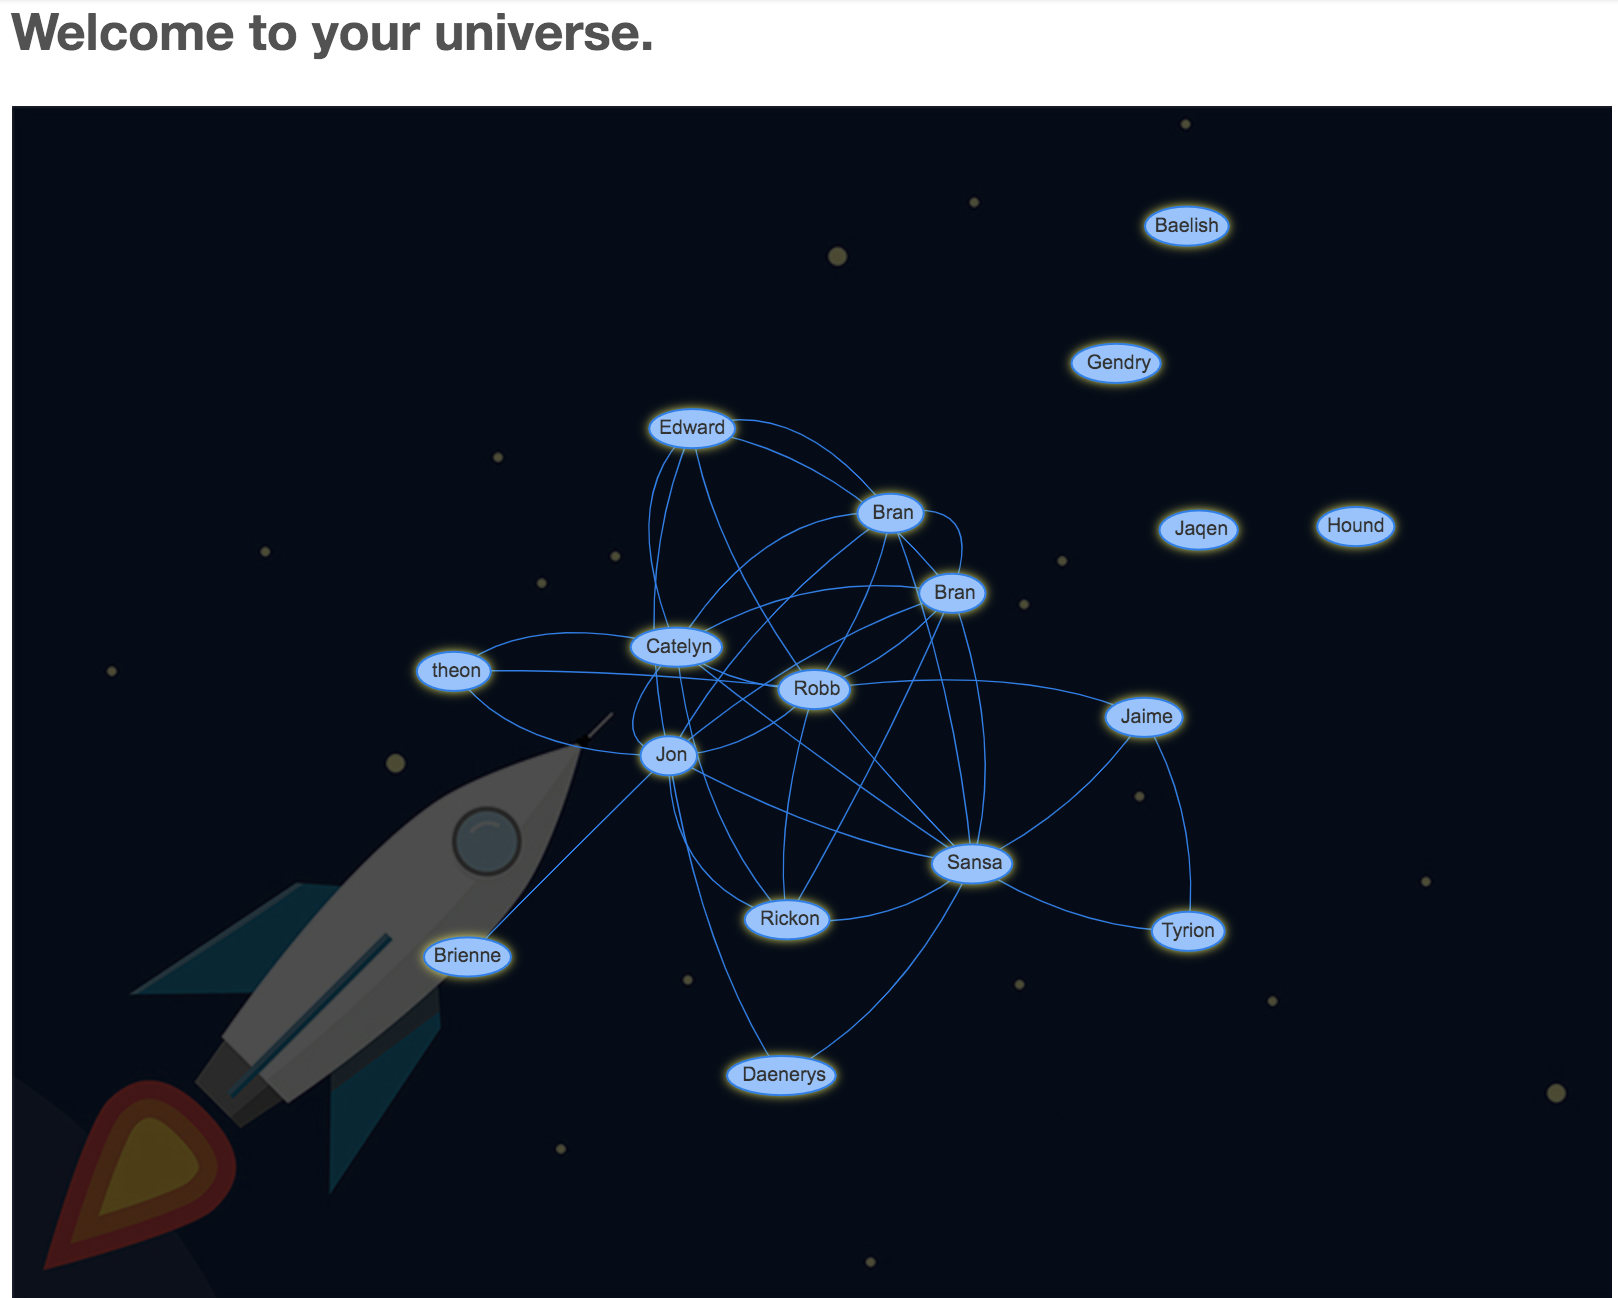 Welcome to your universe.
Baelish
Gendry
Edward
Bran
Jaqen
Hound
Bran
Catelyn
theon
Robb
Jaime
Jon
Sansa
Rickon
Tyrion
Brienne
Daenerys